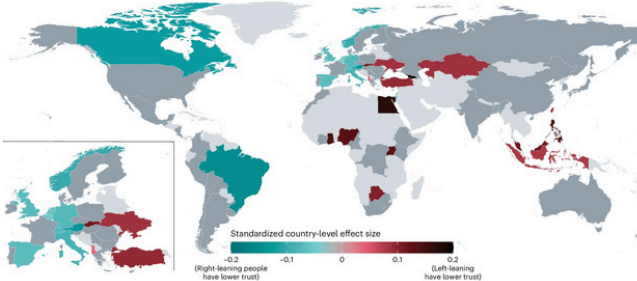 Standardized country-level effect size
-0.2 -0.1 0 0.1 0.2
(Right-leaning people (Left-leaning
have lower trust) have lower trust)